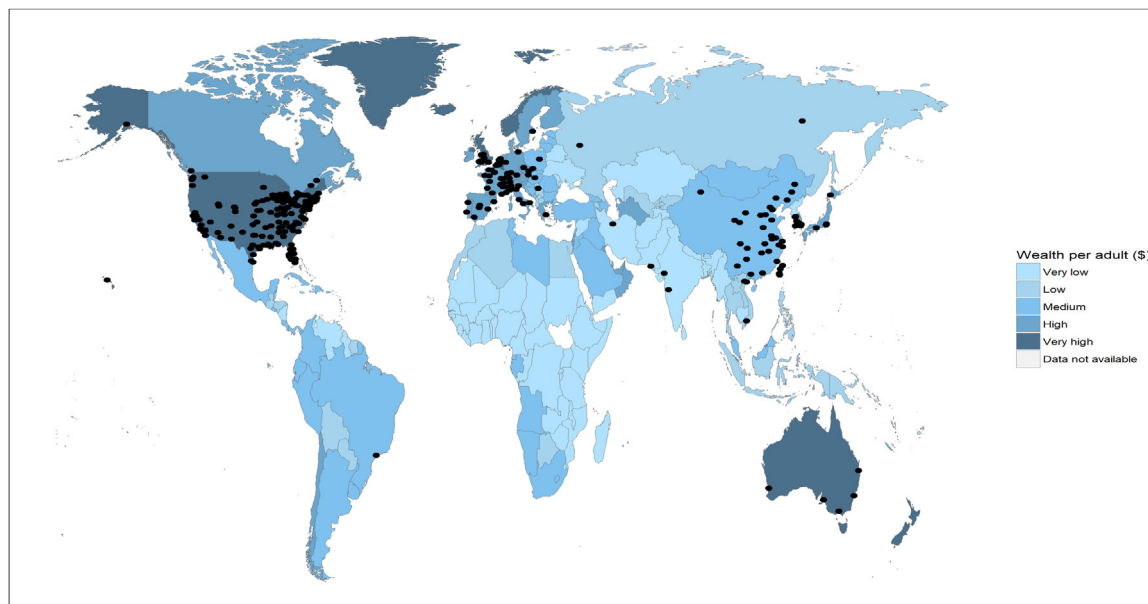 Wealth per adult ($)
Very low
Low
Medium
High
Very high
Data not available